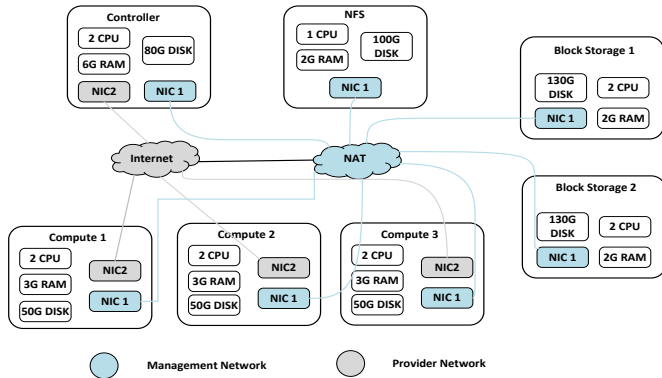 Controller
2 CPU
6G RAM
80G DISK
NIC2
NIC 1
NFS
1 CPU
2G RAM
100G
DISK
NIC 1
Block Storage 1
130G
DISK
2 CPU
NIC 1
2G RAM
Internet
NAT
Block Storage 2
130G
DISK
2 CPU
NIC 1
2G RAM
Compute 1
2 CPU
3G RAM
50G DISK
NIC2
NIC 1
Compute 2
2 CPU
3G RAM
50G DISK
NIC2
NIC 1
Compute 3
2 CPU
3G RAM
50G DISK
NIC2
NIC 1
Management Network
Provider Network